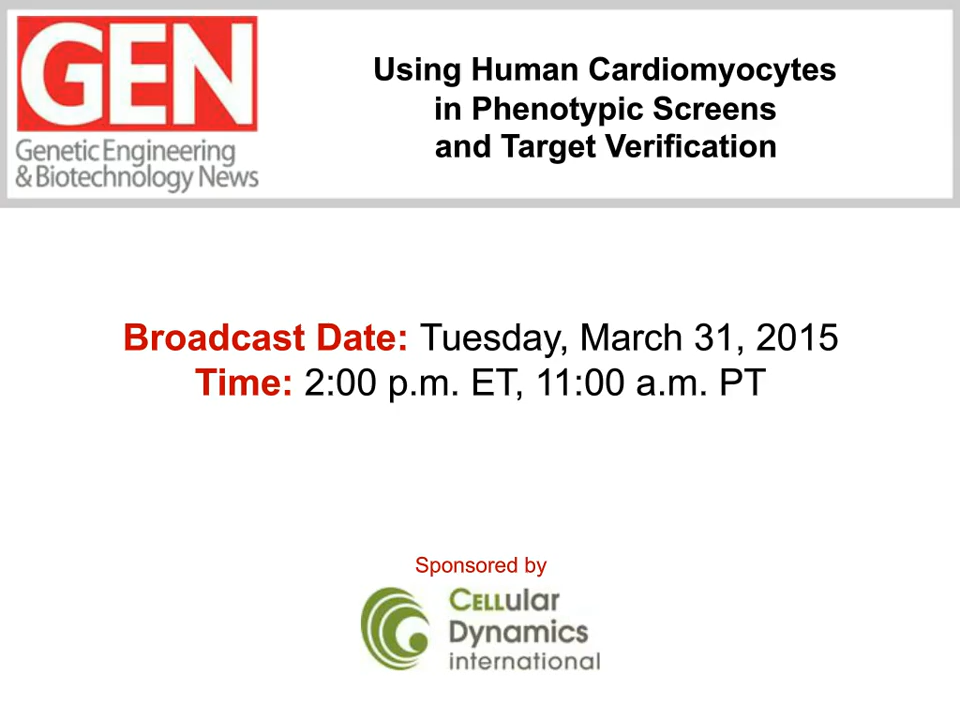 GEN
Genetic Engineering
& Biotechnology News
Using Human Cardiomyocytes
in Phenotypic Screens
and Target Verification
Broadcast Date: Tuesday, March 31, 2015
Time: 2:00 p.m. ET, 11:00 a.m. PT
Sponsored by
CELLular
Dynamics
international